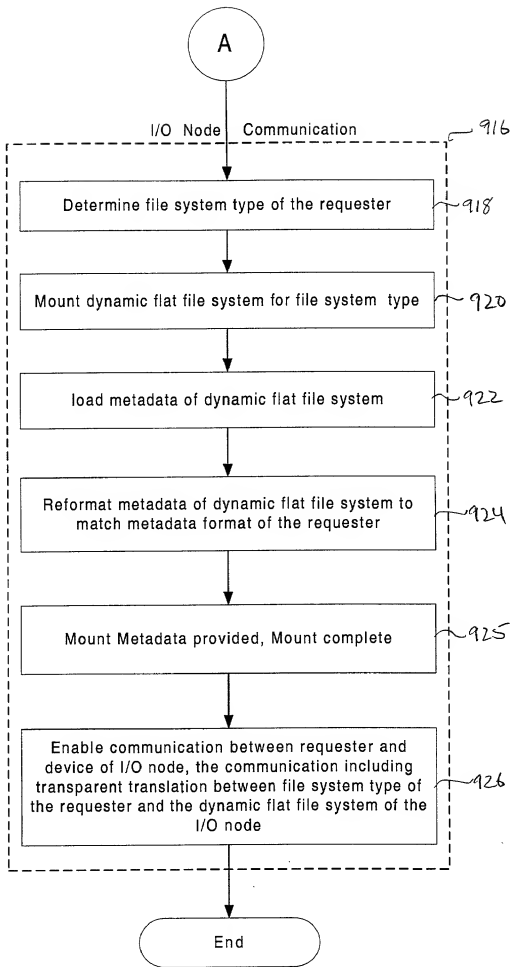 A
I/O Node Communication
916
Determine file system type of the requester
918
Mount dynamic flat file system for file system type
920
load metadata of dynamic flat file system
922
Reformat metadata of dynamic flat file system to
match metadata format of the requester
924
Mount Metadata provided, Mount complete
925
Enable communication between requester and
device of I/O node, the communication including
transparent translation between file system type of
the requester and the dynamic flat file system of the
I/O node
926
End